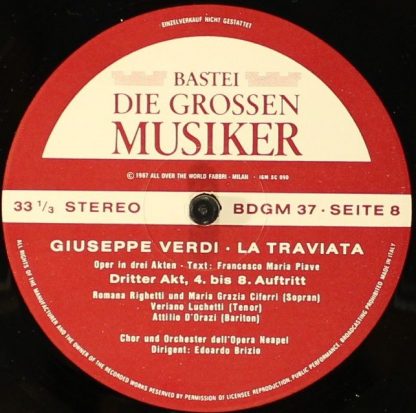 EINZELVERKAUF NICHT GESTATTET
BASTEI
DIE GROSSEN
MUSIKER
℗ 1967 ALL OVER THE WORLD FABBRI - MILAN · IGM SC 090
33 1/3 STEREO
BDGM 37 · SEITE 8
GIUSEPPE VERDI · LA TRAVIATA
Oper in drei Akten · Text: Francesco Maria Piave
Dritter Akt, 4. bis 8. Auftritt
Romana Righetti und Maria Grazia Ciferri (Sopran)
Veriano Luchetti (Tenor)
Attilio D'Orazi (Bariton)
Chor und Orchester dell'Opera Neapel
Dirigent: Edoardo Brizio
ALL RIGHTS OF THE MANUFACTURER AND OWNER OF THE RECORDED WORKS RESERVED BY PERMISSION OF LICENSEE REPRODUCTION. PUBLIC PERFORMANCE. BROADCASTING PROHIBITED MADE IN ITALY